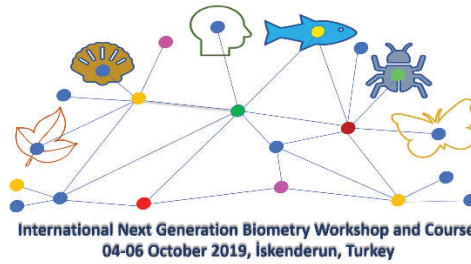 International Next Generation Biometry Workshop and Course
04-06 October 2019, İskenderun, Turkey